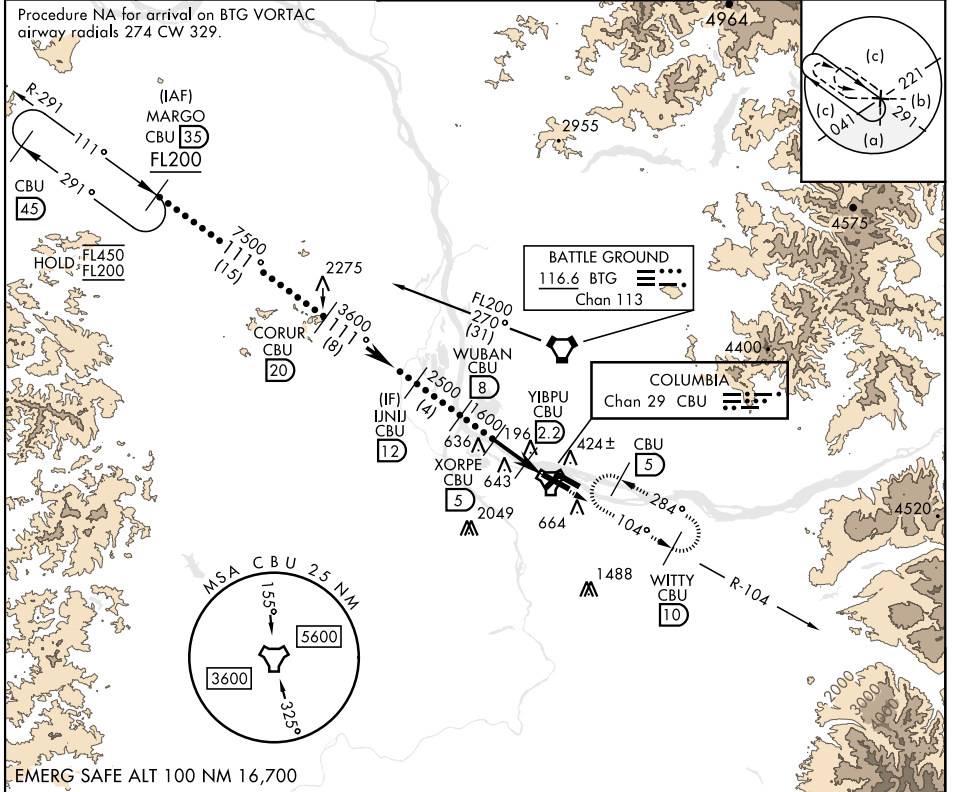 Procedure NA for arrival on BTG VORTAC
airway radials 274 CW 329.
4964
(c)
221
(b)
291
(c)
041
(a)
R-291
(IAF)
MARGO
CBU 35
FL200
111°
291°
CBU
45
2955
4575
HOLD FL450
FL200
7500
111°
(15)
2275
BATTLE GROUND
116.6 BTG
Chan 113
FL200
270°
(31)
3600
111°
(8)
CORUR
CBU
20
WUBAN
CBU
8
4400
COLUMBIA
Chan 29 CBU
2500
(4)
(IF)
IJNIJ
CBU
12
1600
YIBPU
CBU
2.2
636
196
424±
CBU
5
XORPE
CBU
5
643
284°
4520
2049
664
104°
1488
WITTY
CBU
10
R-104
MSA CBU 25 NM
155°
5600
3600
325°
2000
EMERG SAFE ALT 100 NM 16,700